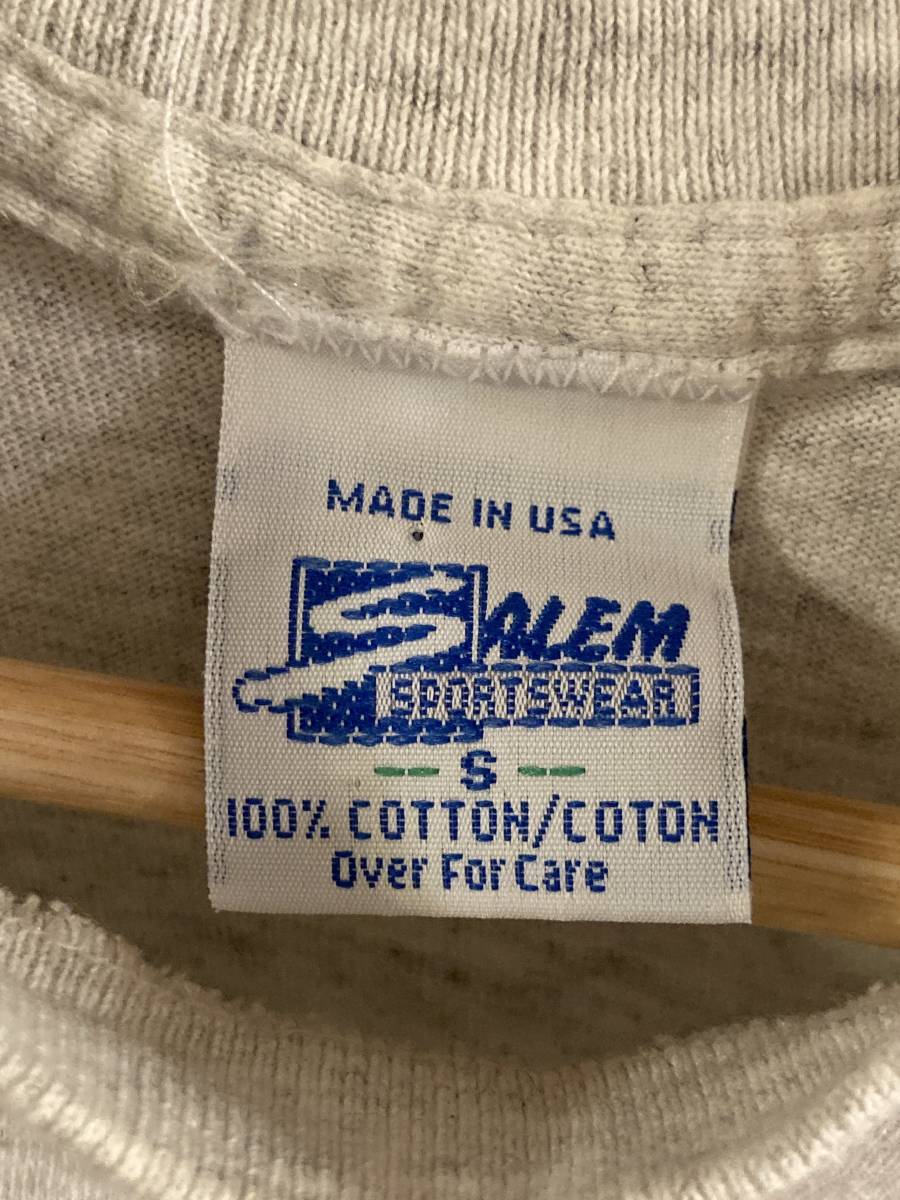 MADE IN USA
SALEM
SPORTSWEAR
S
100% COTTON/COTON
Over For Care